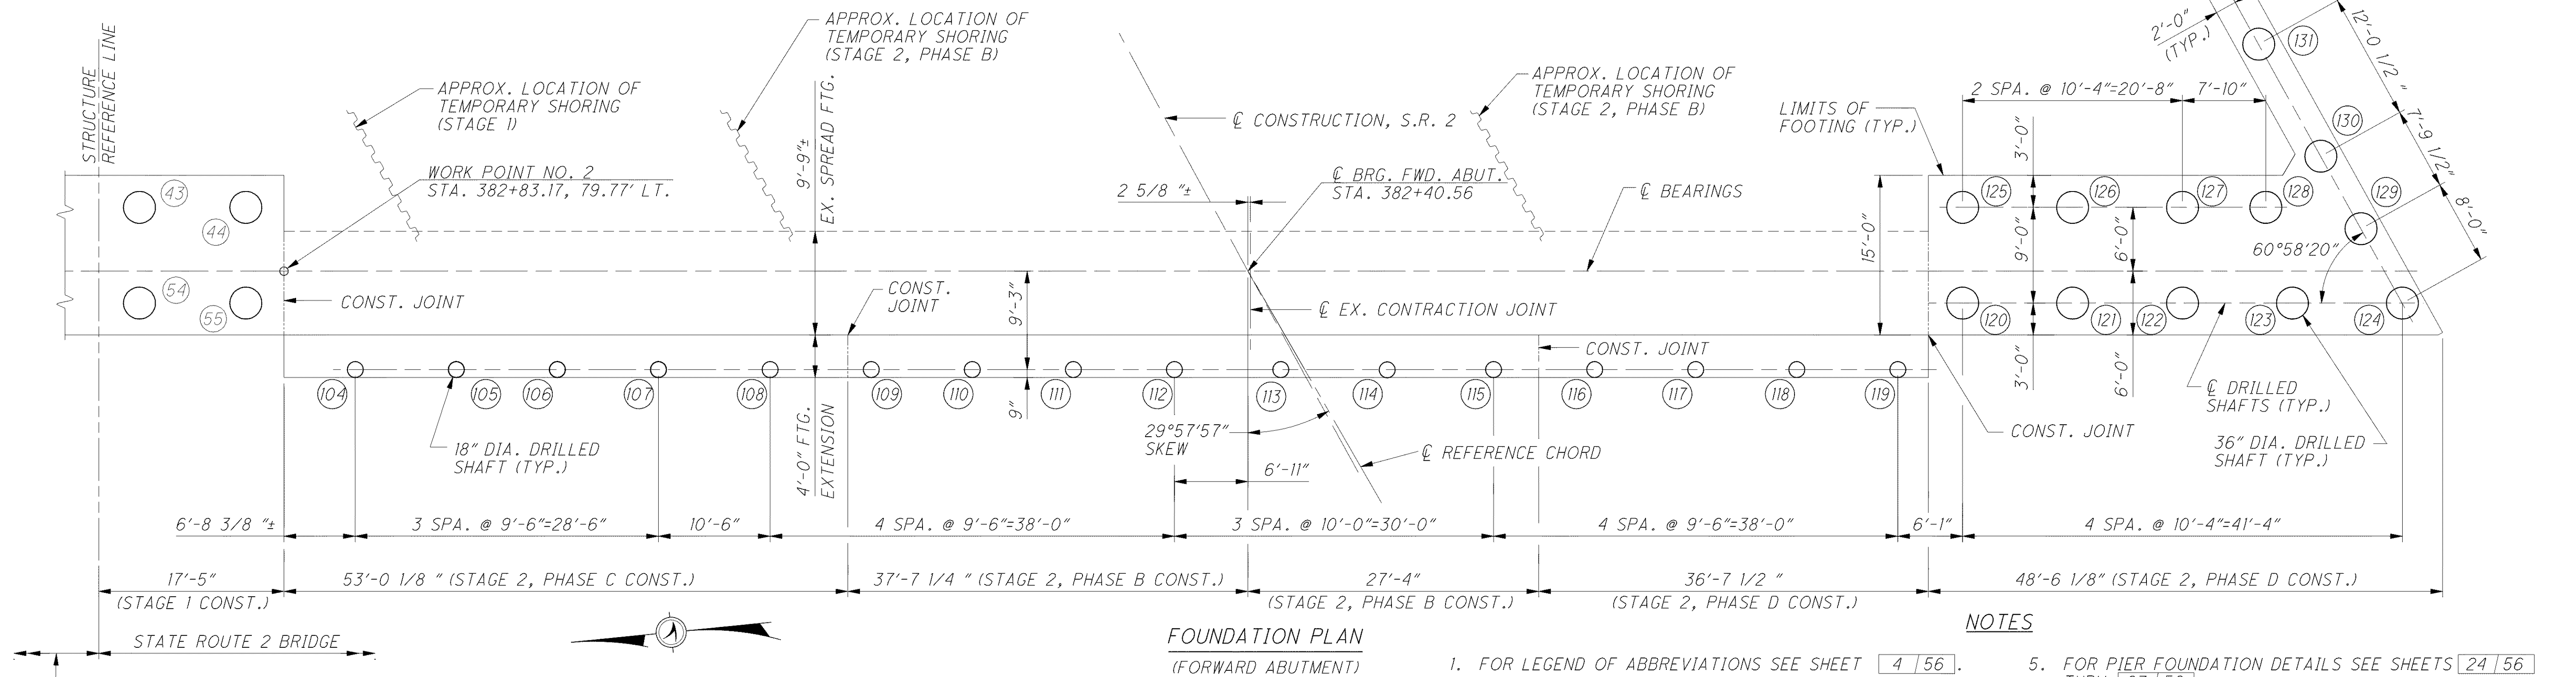 STRUCTURE
REFERENCE LINE
APPROX. LOCATION OF
TEMPORARY SHORING
(STAGE 1)
WORK POINT NO. 2
STA. 382+83.17, 79.77' LT.
APPROX. LOCATION OF
TEMPORARY SHORING
(STAGE 2, PHASE B)
9'-9"±
EX. SPREAD FTG.
2 5/8 "±
℄ CONSTRUCTION, S.R. 2
℄ BRG. FWD. ABUT.
STA. 382+40.56
APPROX. LOCATION OF
TEMPORARY SHORING
(STAGE 2, PHASE B)
℄ BEARINGS
LIMITS OF
FOOTING (TYP.)
2 SPA. @ 10'-4"=20'-8"
7'-10"
2'-0"
(TYP.)
12'-0 1/2 "
7'-9 1/2"
8'-0"
131
130
129
60°58'20"
15'-0"
3'-0"
9'-0"
3'-0"
6'-0"
6'-0"
125
126
127
128
120
121
122
123
124
43
44
54
55
CONST. JOINT
CONST.
JOINT
9'-3"
9"
℄ EX. CONTRACTION JOINT
CONST. JOINT
104
105
106
107
108
109
110
111
112
113
114
115
116
117
118
119
18" DIA. DRILLED
SHAFT (TYP.)
4'-0" FTG.
EXTENSION
29°57'57"
SKEW
6'-11"
℄ REFERENCE CHORD
CONST. JOINT
℄ DRILLED
SHAFTS (TYP.)
36" DIA. DRILLED
SHAFT (TYP.)
6'-8 3/8 "±
3 SPA. @ 9'-6"=28'-6"
10'-6"
4 SPA. @ 9'-6"=38'-0"
3 SPA. @ 10'-0"=30'-0"
4 SPA. @ 9'-6"=38'-0"
6'-1"
4 SPA. @ 10'-4"=41'-4"
17'-5"
(STAGE 1 CONST.)
53'-0 1/8 " (STAGE 2, PHASE C CONST.)
37'-7 1/4 " (STAGE 2, PHASE B CONST.)
27'-4"
(STAGE 2, PHASE B CONST.)
36'-7 1/2 "
(STAGE 2, PHASE D CONST.)
48'-6 1/8" (STAGE 2, PHASE D CONST.)
STATE ROUTE 2 BRIDGE
FOUNDATION PLAN
(FORWARD ABUTMENT)
NOTES
1. FOR LEGEND OF ABBREVIATIONS SEE SHEET 4 / 56 .
5. FOR PIER FOUNDATION DETAILS SEE SHEETS 24 / 56